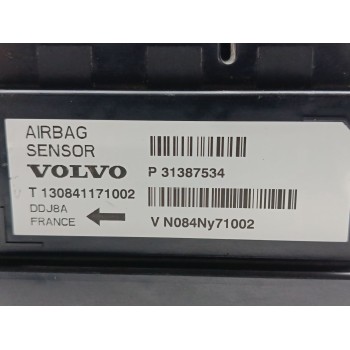 AIRBAG
SENSOR
VOLVO
P 31387534
T 130841171002
DDJ8A
FRANCE
V N084Ny71002